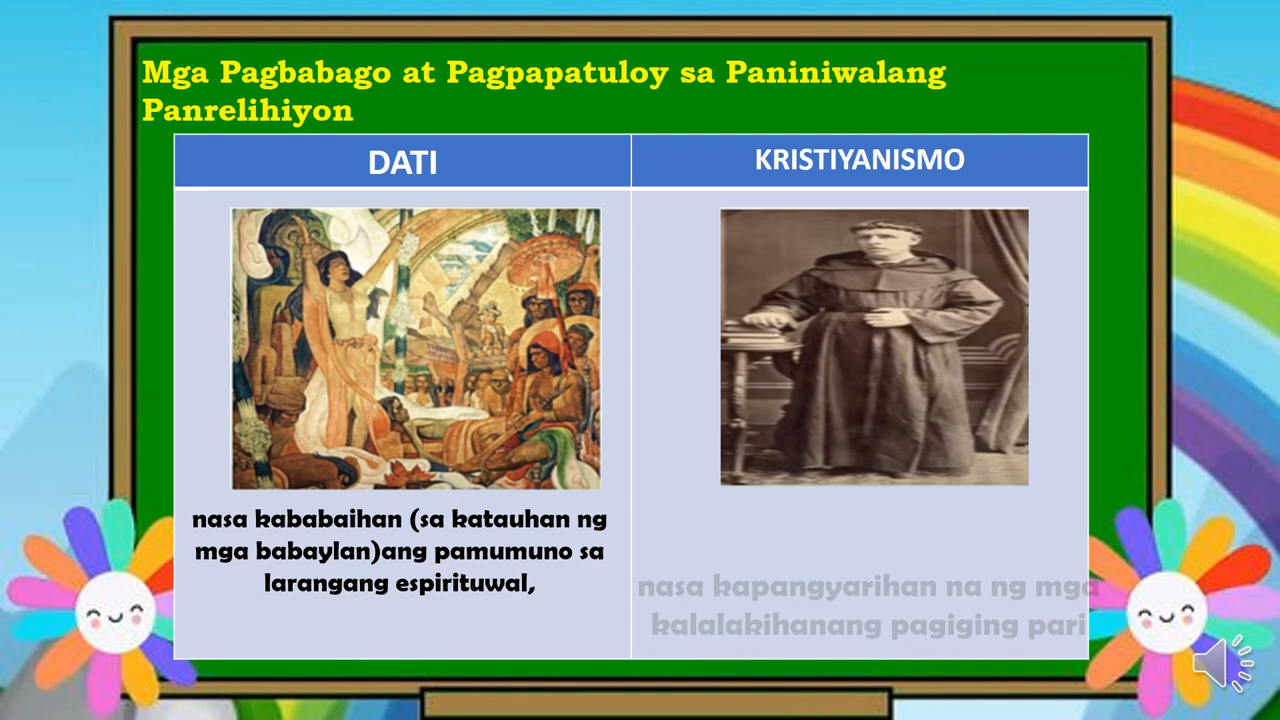 Mga Pagbabago at Pagpapatuloy sa Paniniwalang
Panrelihiyon
DATI
KRISTIYANISMO
nasa kababaihan (sa katauhan ng
mga babaylan)ang pamumuno sa
larangang espirituwal,
nasa kapangyarihan na ng mga
kalalakihanang pagiging pari